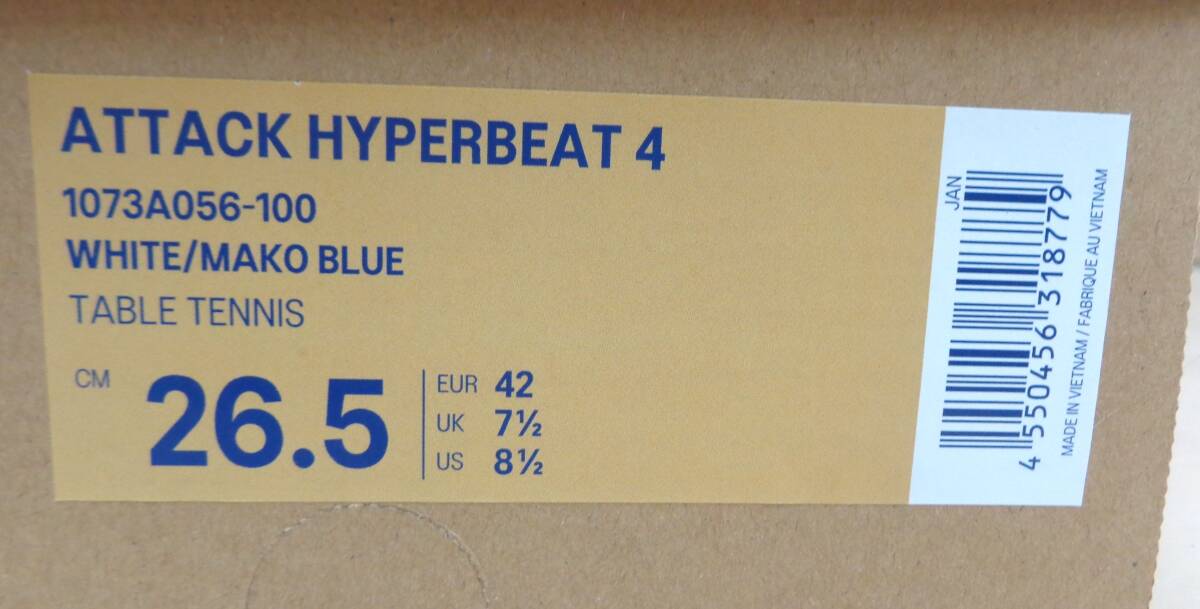 ATTACK HYPERBEAT 4
1073A056-100
WHITE/MAKO BLUE
TABLE TENNIS
CM 26.5
EUR 42
UK 7½
US 8½
JAN
4 550456 318779
MADE IN VIETNAM / FABRIQUE AU VIETNAM